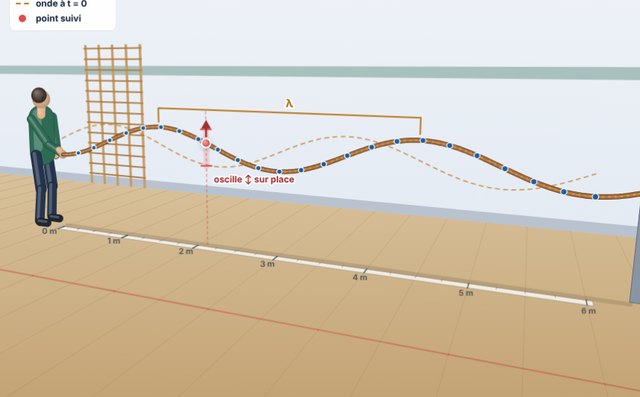 onde à t = 0
point suivi
λ
oscille ↕ sur place
0 m
1 m
2 m
3 m
4 m
5 m
6 m